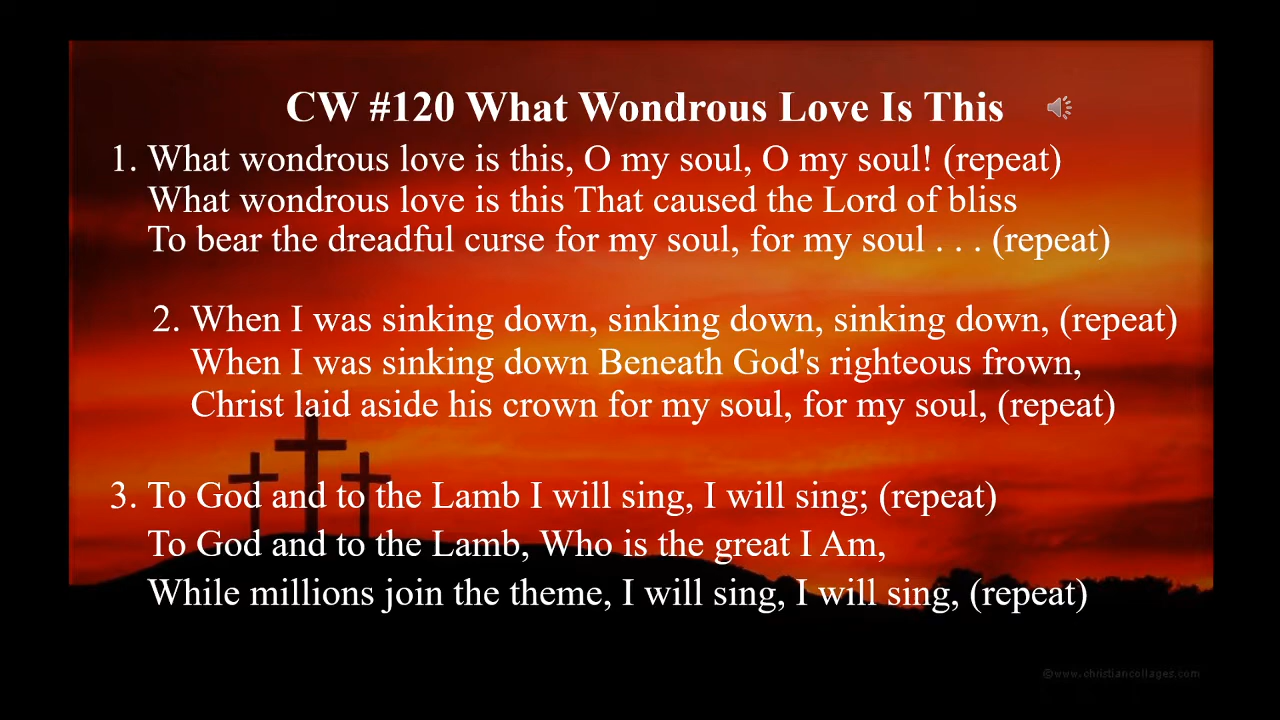 CW #120 What Wondrous Love Is This
1. What wondrous love is this, O my soul, O my soul! (repeat)
What wondrous love is this That caused the Lord of bliss
To bear the dreadful curse for my soul, for my soul . . . (repeat)
2. When I was sinking down, sinking down, sinking down, (repeat)
When I was sinking down Beneath God's righteous frown,
Christ laid aside his crown for my soul, for my soul, (repeat)
3. To God and to the Lamb I will sing, I will sing; (repeat)
To God and to the Lamb, Who is the great I Am,
While millions join the theme, I will sing, I will sing, (repeat)
©www.christiancollages.com